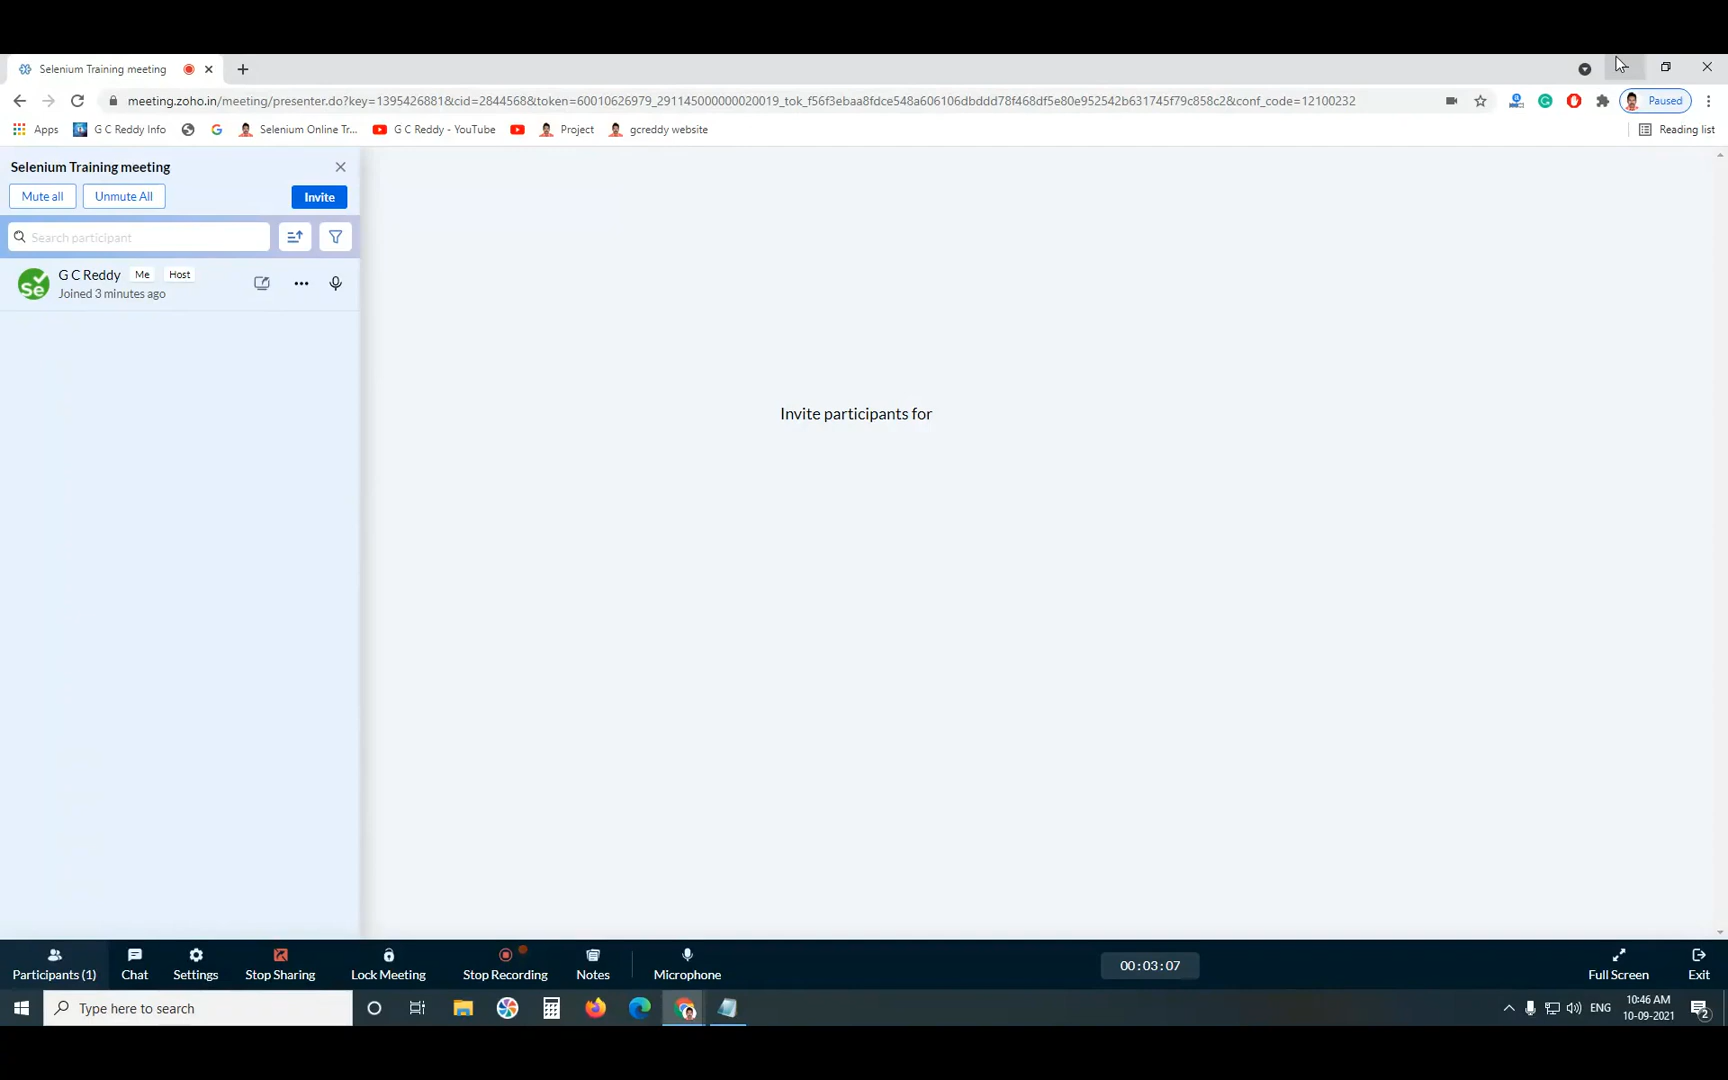 Selenium Training meeting
meeting.zoho.in/meeting/presenter.do?key=1395426881&cid=2844568&token=60010626979_291145000000020019_tok_f56f3ebaa8fdce548a606106dbddd78f468df5e80e952542b631745f79c858c2&conf_code=12100232
Paused
Apps
G C Reddy Info
Selenium Online Tr...
G C Reddy - YouTube
Project
gcreddy website
Reading list
Selenium Training meeting
Mute all
Unmute All
Invite
Search participant
Se
G C Reddy
Me
Host
Joined 3 minutes ago
Invite participants for
Participants (1)
Chat
Settings
Stop Sharing
Lock Meeting
Stop Recording
Notes
Microphone
00:03:07
Full Screen
Exit
Type here to search
ENG
10:46 AM
10-09-2021
2